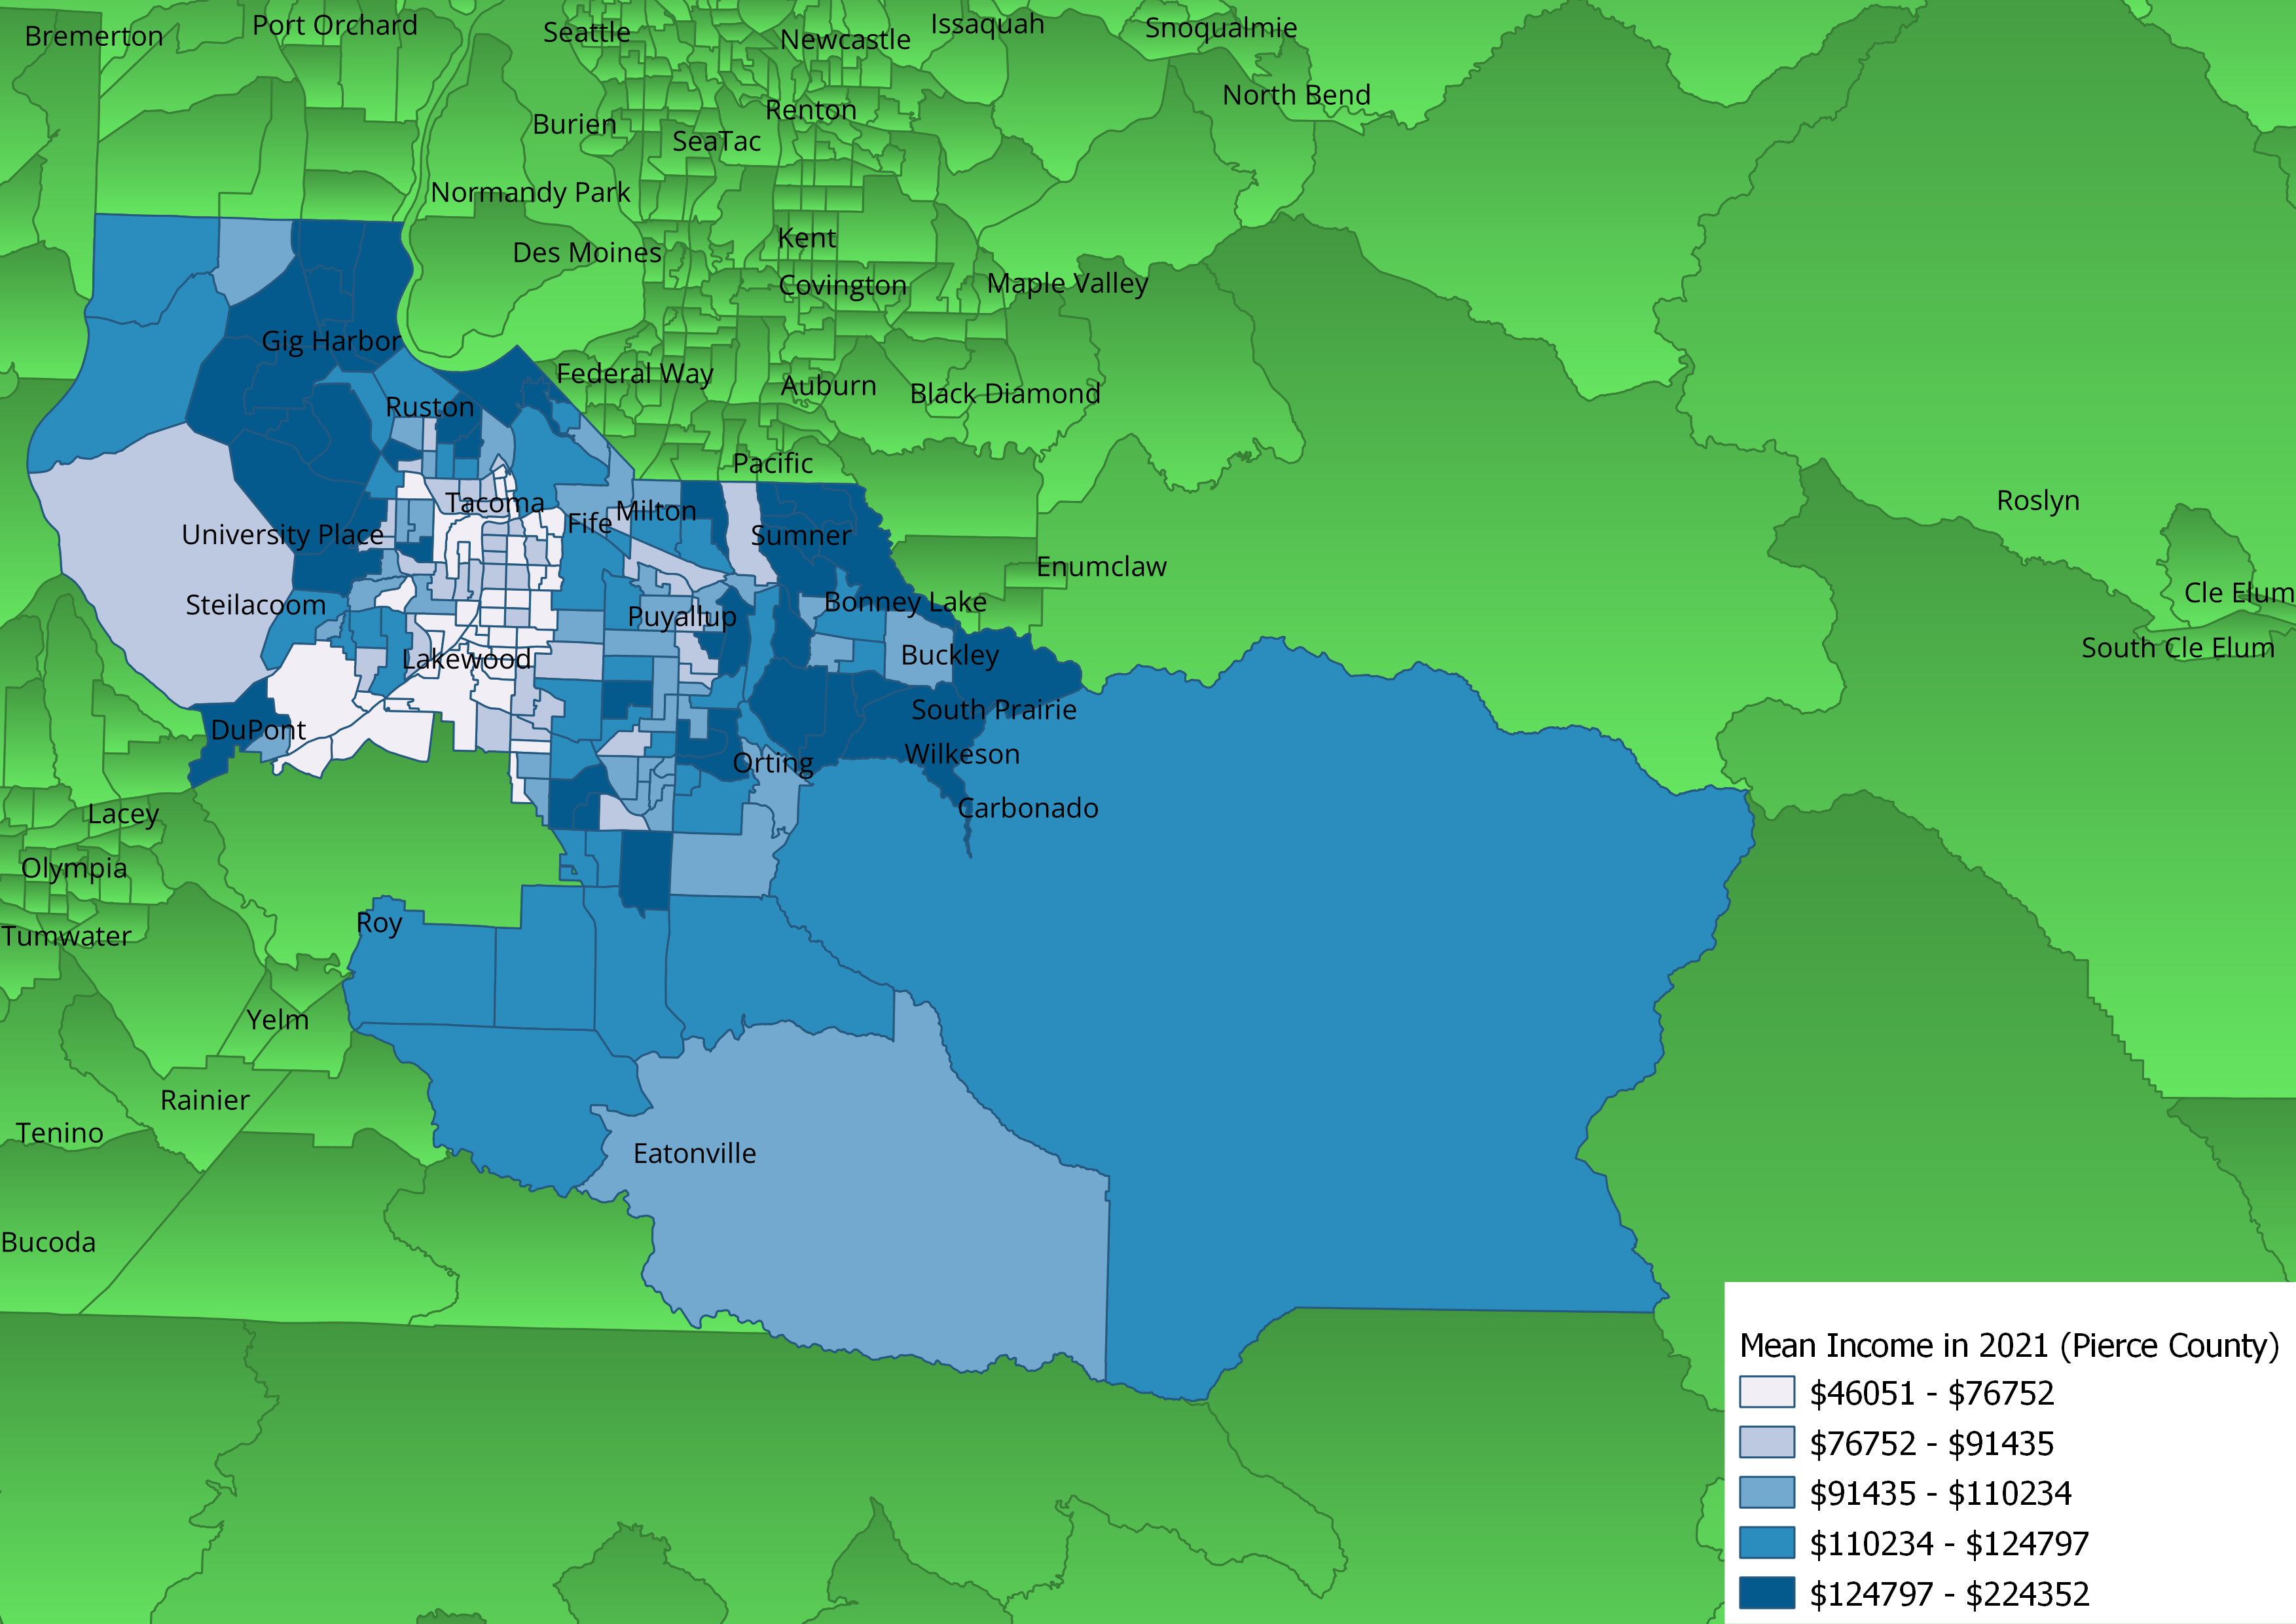 Bremerton
Port Orchard
Seattle
Newcastle
Issaquah
Snoqualmie
North Bend
Renton
Burien
SeaTac
Normandy Park
Kent
Des Moines
Covington
Maple Valley
Gig Harbor
Federal Way
Auburn
Black Diamond
Ruston
Pacific
Tacoma
Roslyn
Fife
Milton
University Place
Sumner
Enumclaw
Cle Elum
Steilacoom
Bonney Lake
Puyallup
South Cle Elum
Lakewood
Buckley
South Prairie
DuPont
Wilkeson
Orting
Carbonado
Lacey
Olympia
Roy
Tumwater
Yelm
Rainier
Tenino
Eatonville
Bucoda
Mean Income in 2021 (Pierce County)
$46051 - $76752
$76752 - $91435
$91435 - $110234
$110234 - $124797
$124797 - $224352